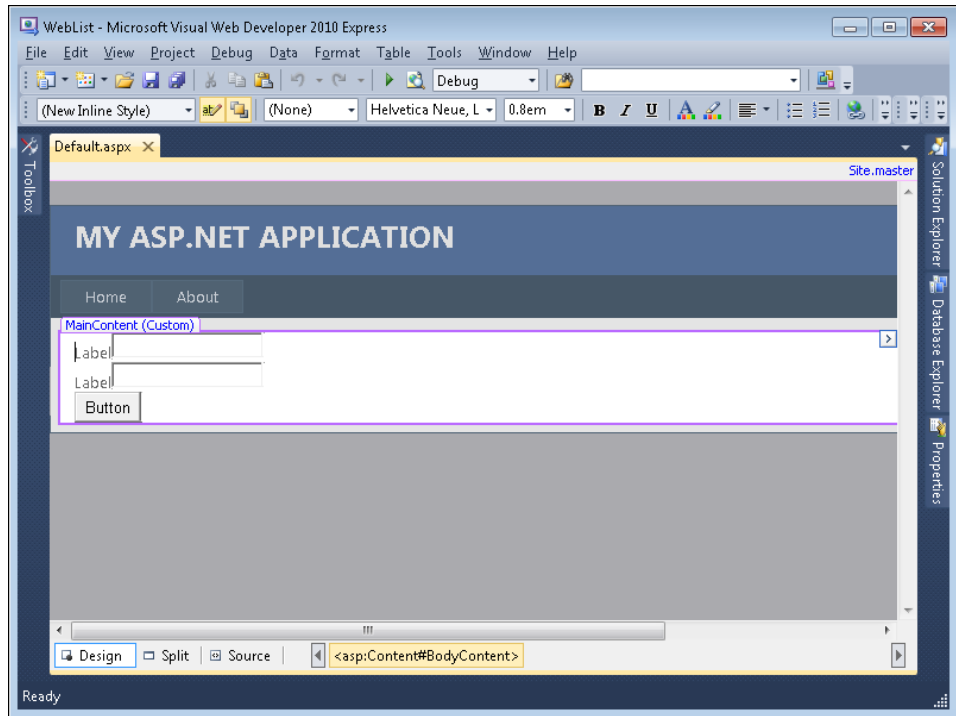 WebList - Microsoft Visual Web Developer 2010 Express
File Edit View Project Debug Data Format Table Tools Window Help
Debug
(New Inline Style) ab (None) Helvetica Neue, L 0.8em B I U A
Toolbox
Default.aspx
Site.master
MY ASP.NET APPLICATION
Home About
MainContent (Custom)
Label
Label
Button
Solution Explorer
Database Explorer
Properties
Design Split Source <asp:Content#BodyContent>
Ready